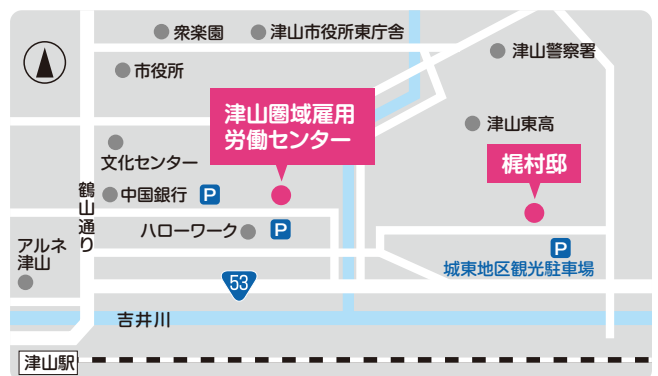 衆楽園
津山市役所東庁舎
津山警察署
市役所
津山圏域雇用
労働センター
津山東高
文化センター
梶村邸
中国銀行
P
鶴山通り
ハローワーク
P
P
アルネ
津山
城東地区観光駐車場
53
吉井川
津山駅